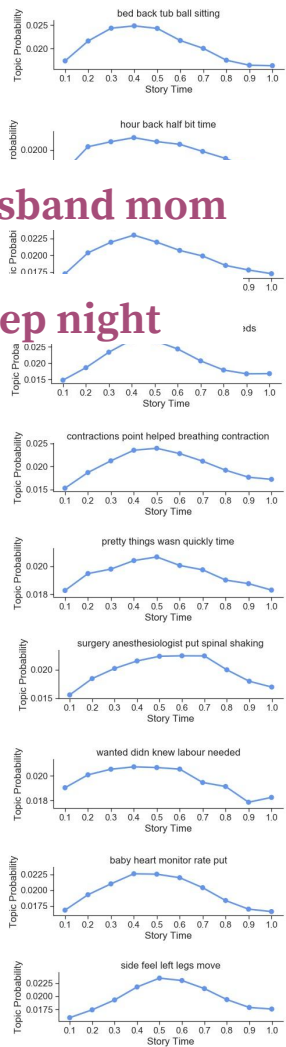 bed back tub ball sitting
Topic Probability
0.025
0.020
0.1 0.2 0.3 0.4 0.5 0.6 0.7 0.8 0.9 1.0
Story Time
hour back half bit time
robability
0.0200
sband mom
ic Probabi
0.0225
0.0200
0.0175
0.9 1.0
ep night
eds
Topic Proba
0.025
0.020
0.015
0.1 0.2 0.3 0.4 0.5 0.6 0.7 0.8 0.9 1.0
Story Time
contractions point helped breathing contraction
Topic Probability
0.025
0.020
0.015
0.1 0.2 0.3 0.4 0.5 0.6 0.7 0.8 0.9 1.0
Story Time
pretty things wasn quickly time
Topic Probability
0.020
0.018
0.1 0.2 0.3 0.4 0.5 0.6 0.7 0.8 0.9 1.0
Story Time
surgery anesthesiologist put spinal shaking
Topic Probability
0.020
0.015
0.1 0.2 0.3 0.4 0.5 0.6 0.7 0.8 0.9 1.0
Story Time
wanted didn knew labour needed
Topic Probability
0.020
0.018
0.1 0.2 0.3 0.4 0.5 0.6 0.7 0.8 0.9 1.0
Story Time
baby heart monitor rate put
Topic Probability
0.0225
0.0200
0.0175
0.1 0.2 0.3 0.4 0.5 0.6 0.7 0.8 0.9 1.0
Story Time
side feel left legs move
Topic Probability
0.0225
0.0200
0.0175
0.1 0.2 0.3 0.4 0.5 0.6 0.7 0.8 0.9 1.0
Story Time